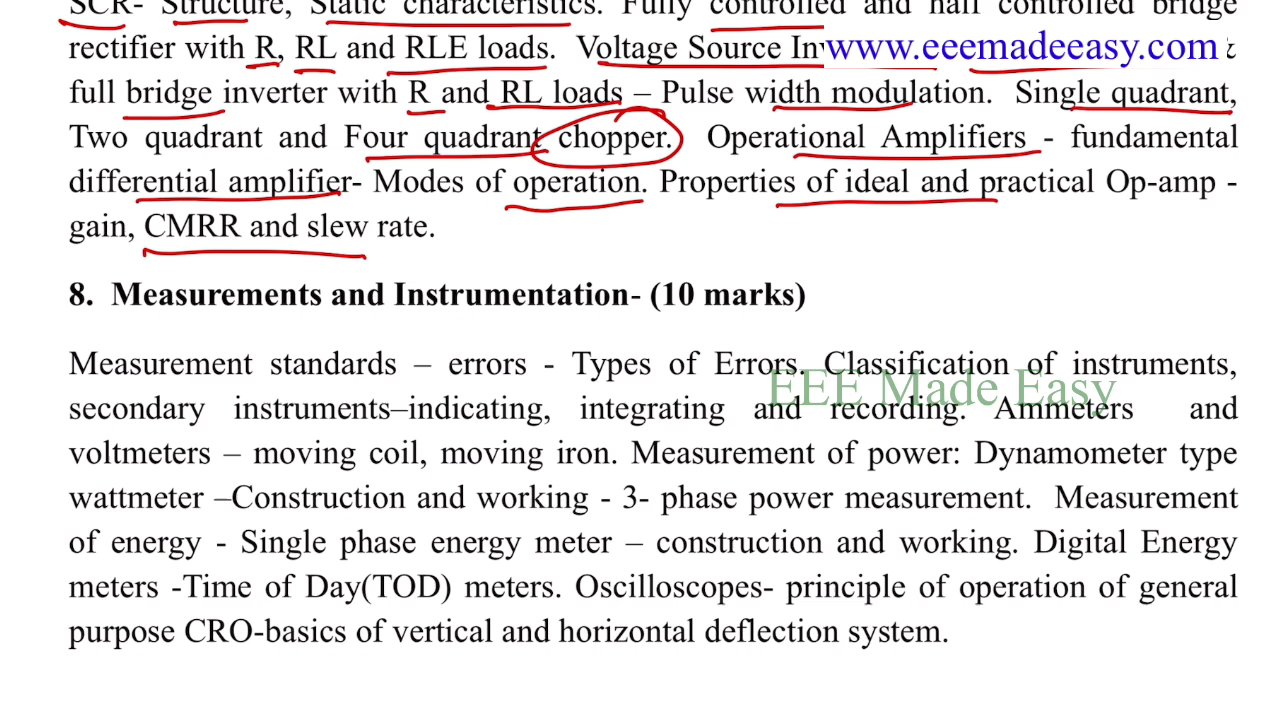 SCR- Structure, Static characteristics. Fully controlled and half controlled bridge
rectifier with R, RL and RLE loads. Voltage Source In
www.eeemadeeasy.com
full bridge inverter with R and RL loads – Pulse width modulation. Single quadrant,
Two quadrant and Four quadrant chopper. Operational Amplifiers - fundamental
differential amplifier- Modes of operation. Properties of ideal and practical Op-amp -
gain, CMRR and slew rate.
8. Measurements and Instrumentation- (10 marks)
Measurement standards – errors - Types of Errors. Classification of instruments,
EEE Made Easy
secondary instruments–indicating, integrating and recording. Ammeters and
voltmeters – moving coil, moving iron. Measurement of power: Dynamometer type
wattmeter –Construction and working - 3- phase power measurement. Measurement
of energy - Single phase energy meter – construction and working. Digital Energy
meters -Time of Day(TOD) meters. Oscilloscopes- principle of operation of general
purpose CRO-basics of vertical and horizontal deflection system.